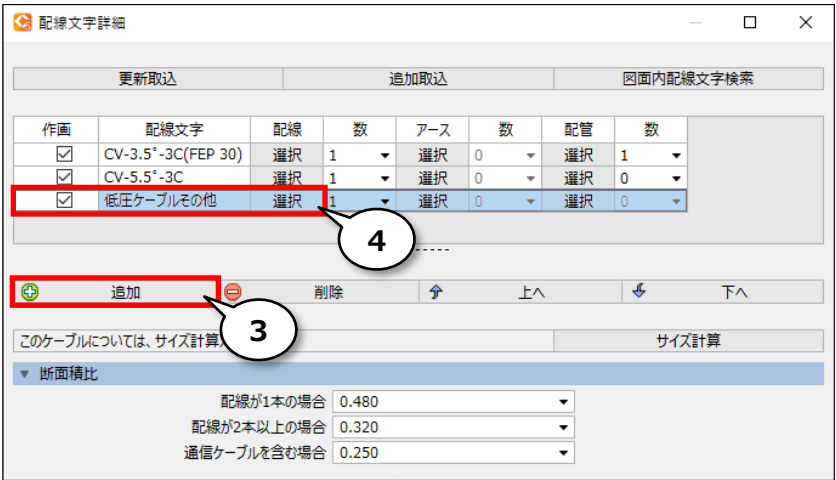 配線文字詳細
更新取込 追加取込 図面内配線文字検索
作画 配線文字 配線 数 アース 数 配管 数
CV-3.5°-3C(FEP 30) 選択 1 選択 0 選択 1
CV-5.5°-3C 選択 1 選択 0 選択 0
低圧ケーブルその他 選択 1 選択 0 選択 0
4
追加 削除 上へ 下へ
3
このケーブルについては、サイズ計算 サイズ計算
断面積比
配線が1本の場合 0.480
配線が2本以上の場合 0.320
通信ケーブルを含む場合 0.250